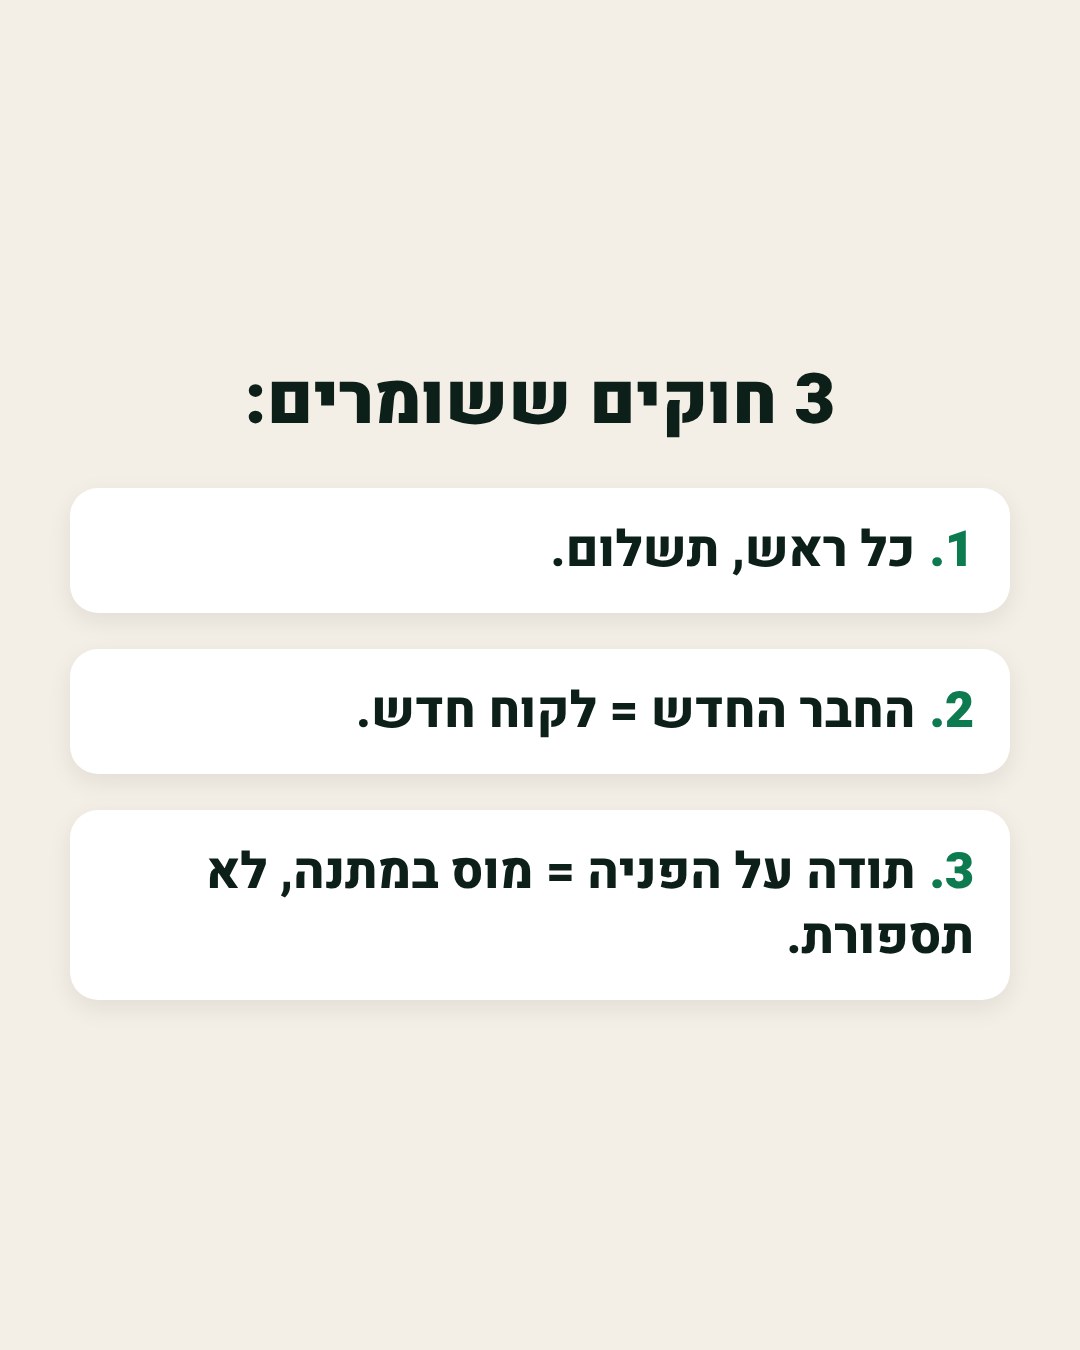 3 חוקים ששומרים:
1. כל ראש, תשלום.
2. החבר החדש = לקוח חדש.
3. תודה על הפניה = מוס במתנה, לא
תספורת.